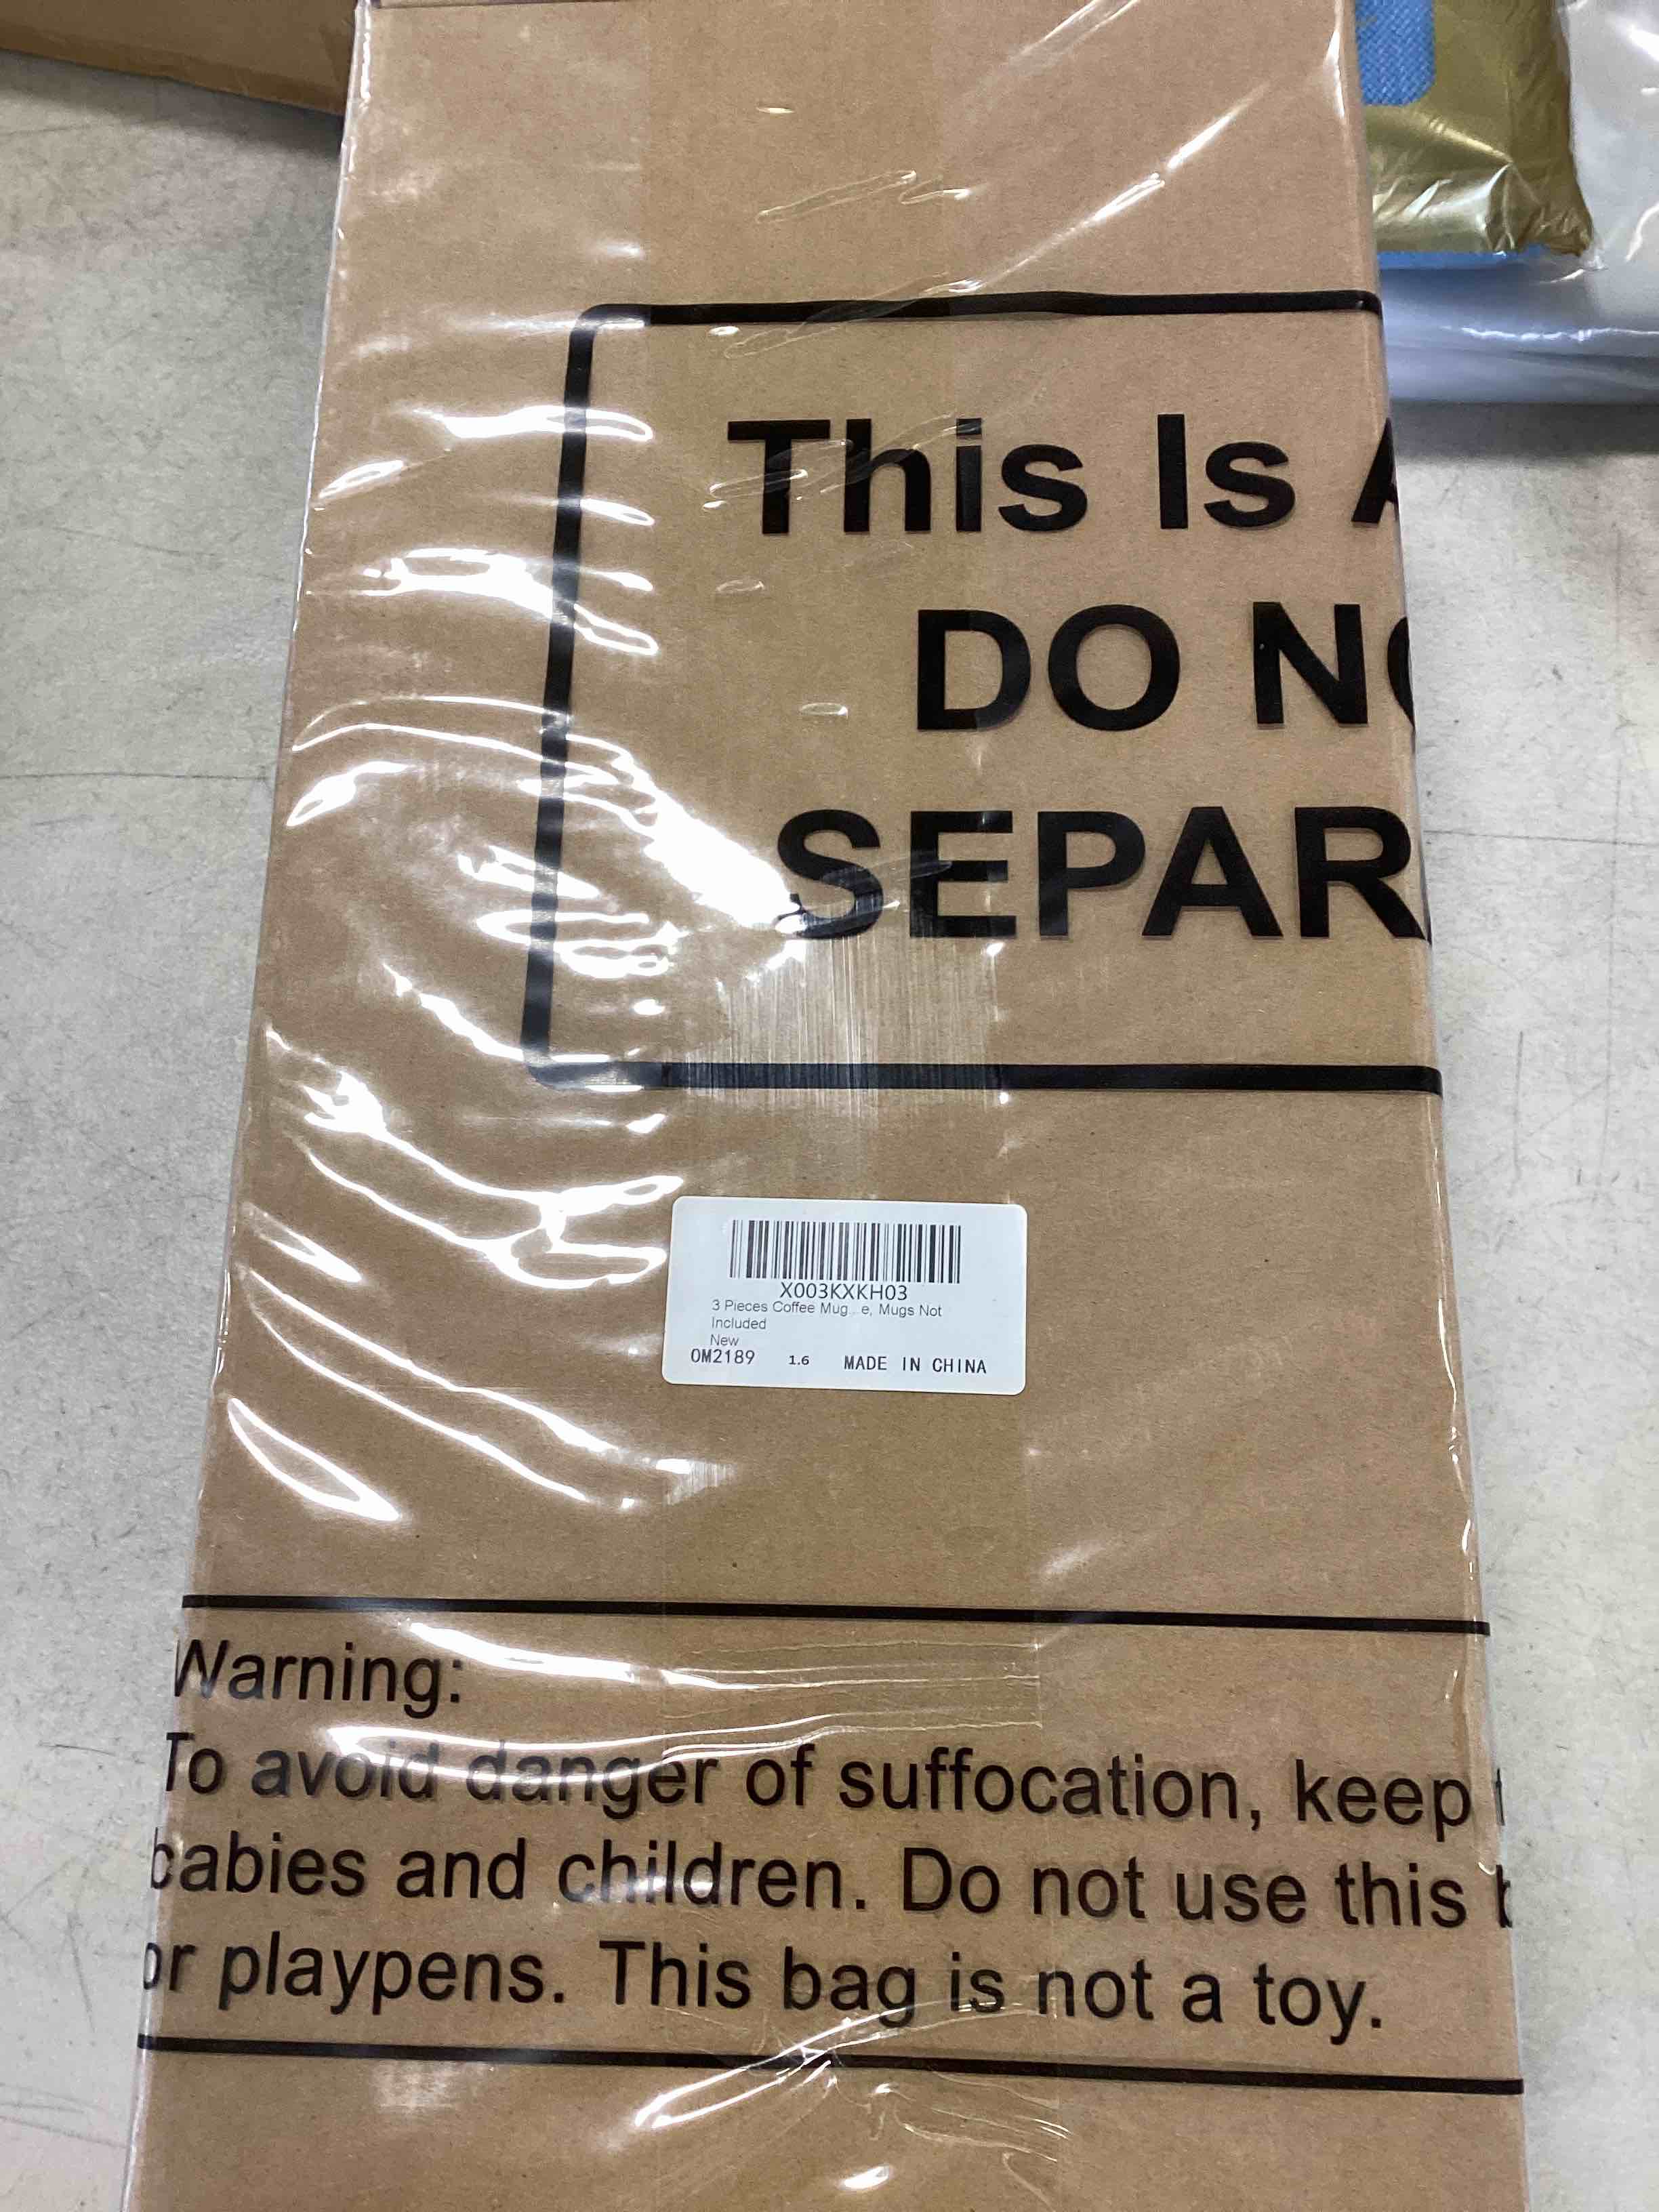 This Is A
DO NO
SEPAR
X003KXKH03
3 Pieces Coffee Mug...e, Mugs Not
Included
New
OM2189 1.6 MADE IN CHINA
Warning:
To avoid danger of suffocation, keep t
babies and children. Do not use this b
or playpens. This bag is not a toy.